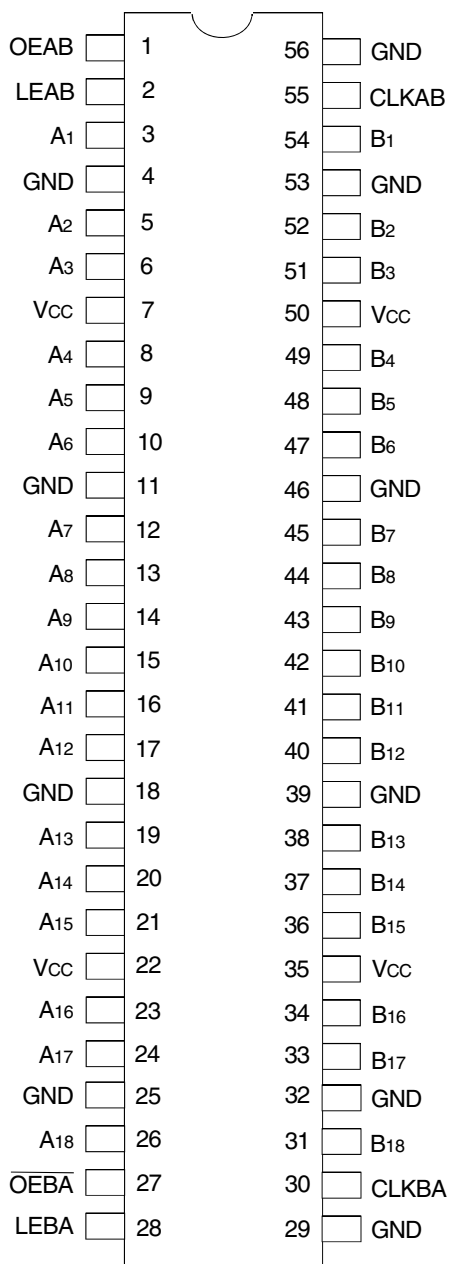 OEAB 1 56 GND
LEAB 2 55 CLKAB
A1 3 54 B1
GND 4 53 GND
A2 5 52 B2
A3 6 51 B3
VCC 7 50 VCC
A4 8 49 B4
A5 9 48 B5
A6 10 47 B6
GND 11 46 GND
A7 12 45 B7
A8 13 44 B8
A9 14 43 B9
A10 15 42 B10
A11 16 41 B11
A12 17 40 B12
GND 18 39 GND
A13 19 38 B13
A14 20 37 B14
A15 21 36 B15
VCC 22 35 VCC
A16 23 34 B16
A17 24 33 B17
GND 25 32 GND
A18 26 31 B18
O̅E̅B̅A̅ 27 30 CLKBA
LEBA 28 29 GND